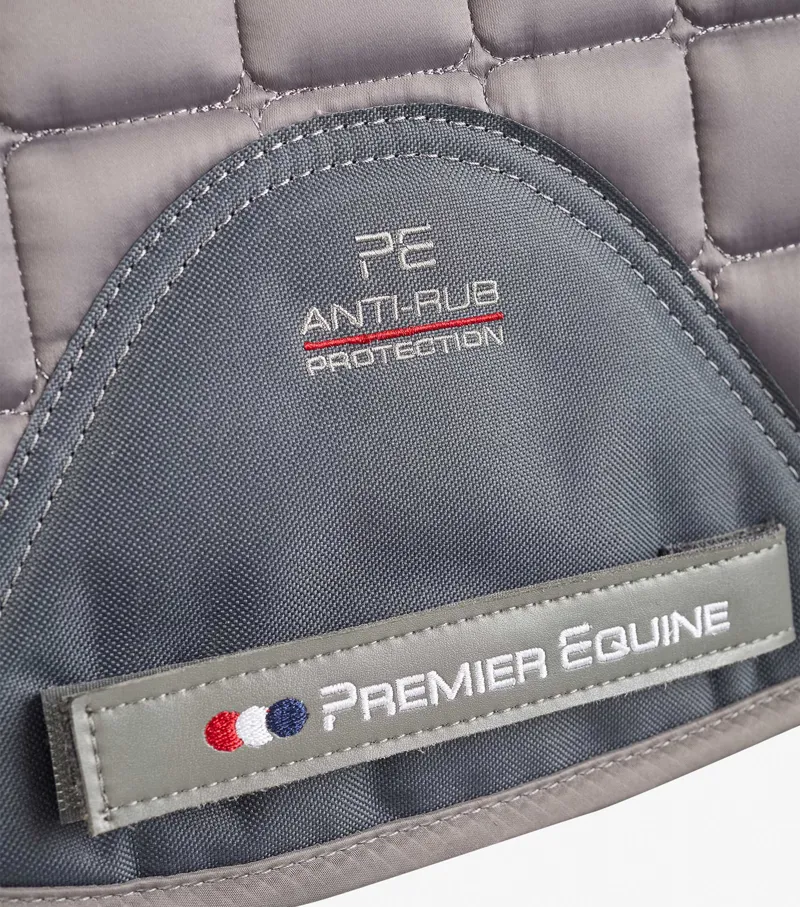 PE
ANTI-RUB
PROTECTION
PREMIER EQUINE